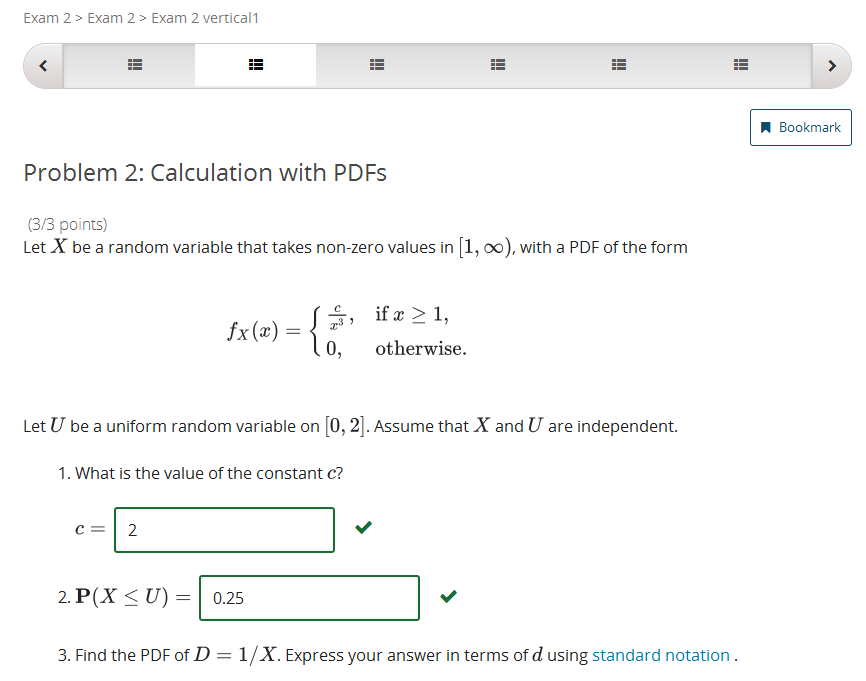 Exam 2 > Exam 2 > Exam 2 vertical1
Bookmark
Problem 2: Calculation with PDFs
(3/3 points)
Let X be a random variable that takes non-zero values in [1, ∞), with a PDF of the form
f_X(x) = { c/x³, if x ≥ 1,
0, otherwise.
Let U be a uniform random variable on [0, 2]. Assume that X and U are independent.
1. What is the value of the constant c?
c = 2 ✔
2. P(X ≤ U) = 0.25 ✔
3. Find the PDF of D = 1/X. Express your answer in terms of d using standard notation .